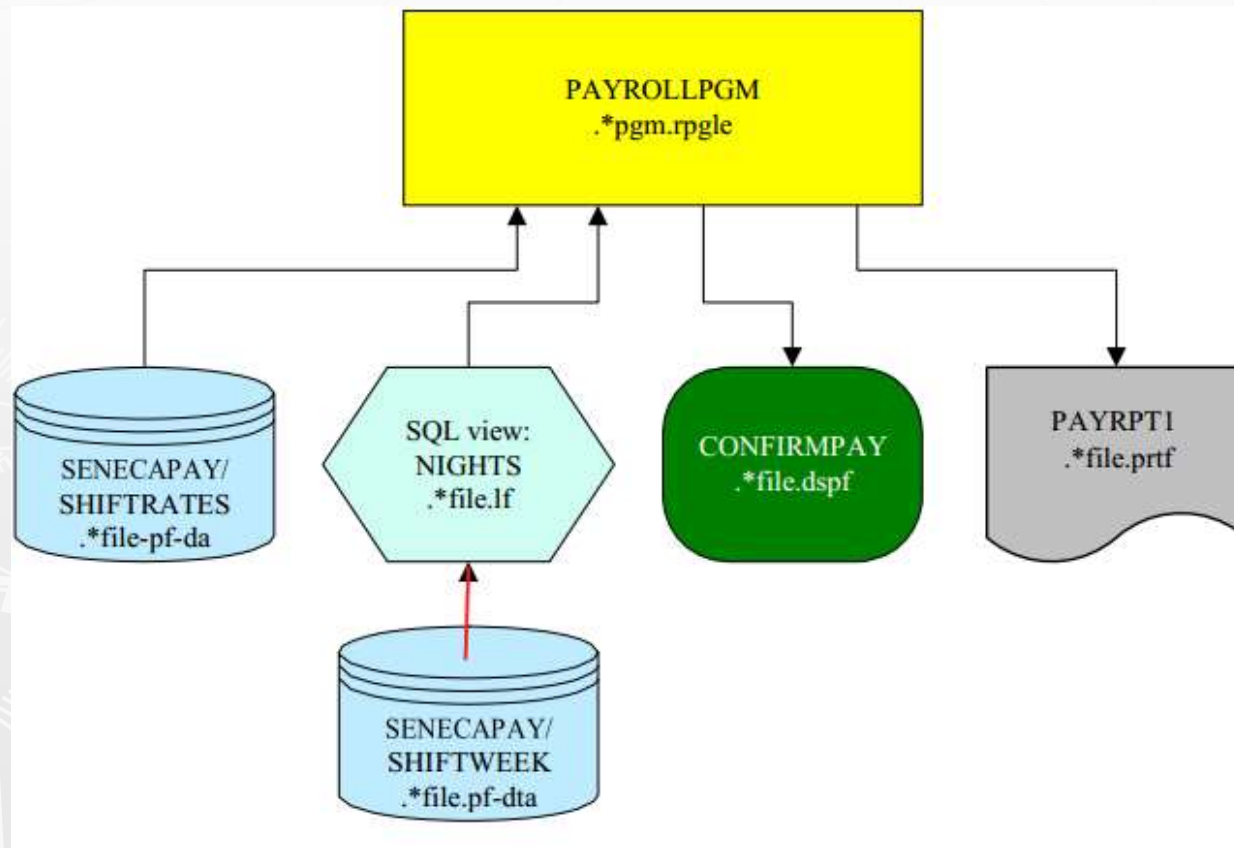 PAYROLLPGM
.*pgm.rpgle
SENECAPAY/
SHIFTRATES
.*file-pf-da
SQL view:
NIGHTS
.*file.lf
CONFIRMPAY
.*file.dspf
PAYRPT1
.*file.prtf
SENECAPAY/
SHIFTWEEK
.*file.pf-dta